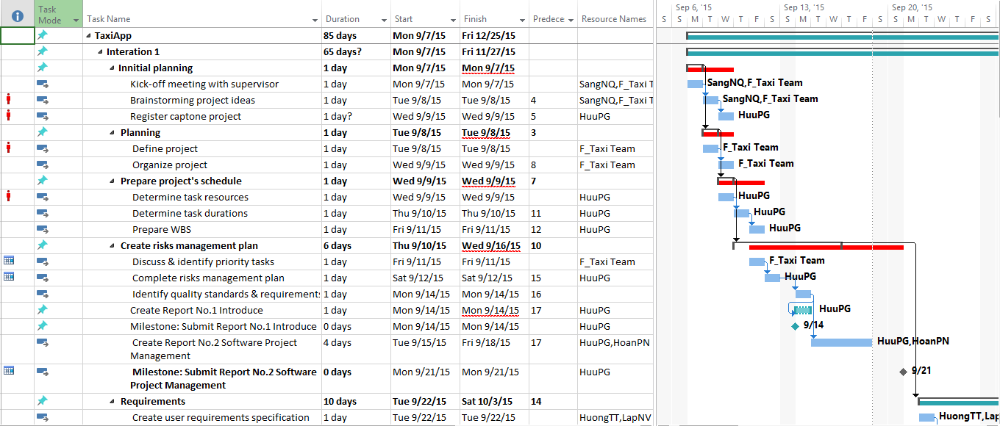 Task Mode Task Name Duration Start Finish Predece Resource Names
Sep 6, '15 Sep 13, '15 Sep 20, '15
S S M T W T F S S M T W T F S S M T W T F S
TaxiApp 85 days Mon 9/7/15 Fri 12/25/15
Interation 1 65 days? Mon 9/7/15 Fri 11/27/15
Innitial planning 1 day Mon 9/7/15 Mon 9/7/15
Kick-off meeting with supervisor 1 day Mon 9/7/15 Mon 9/7/15 SangNQ,F_Taxi T SangNQ,F_Taxi Team
Brainstorming project ideas 1 day Tue 9/8/15 Tue 9/8/15 4 SangNQ,F_Taxi T SangNQ,F_Taxi Team
Register captone project 1 day? Wed 9/9/15 Wed 9/9/15 5 HuuPG HuuPG
Planning 1 day Tue 9/8/15 Tue 9/8/15 3
Define project 1 day Tue 9/8/15 Tue 9/8/15 F_Taxi Team F_Taxi Team
Organize project 1 day Wed 9/9/15 Wed 9/9/15 8 F_Taxi Team F_Taxi Team
Prepare project's schedule 1 day Wed 9/9/15 Wed 9/9/15 7
Determine task resources 1 day Wed 9/9/15 Wed 9/9/15 HuuPG HuuPG
Determine task durations 1 day Thu 9/10/15 Thu 9/10/15 11 HuuPG HuuPG
Prepare WBS 1 day Fri 9/11/15 Fri 9/11/15 12 HuuPG HuuPG
Create risks management plan 6 days Thu 9/10/15 Wed 9/16/15 10
Discuss & identify priority tasks 1 day Fri 9/11/15 Fri 9/11/15 F_Taxi Team F_Taxi Team
Complete risks management plan 1 day Sat 9/12/15 Sat 9/12/15 15 HuuPG HuuPG
Identify quality standards & requirements 1 day Mon 9/14/15 Mon 9/14/15 16
Create Report No.1 Introduce 1 day Mon 9/14/15 Mon 9/14/15 17 HuuPG HuuPG
Milestone: Submit Report No.1 Introduce 0 days Mon 9/14/15 Mon 9/14/15 HuuPG 9/14
Create Report No.2 Software Project 4 days Tue 9/15/15 Fri 9/18/15 17 HuuPG,HoanPN HuuPG,HoanPN
Management
Milestone: Submit Report No.2 Software 0 days Mon 9/21/15 Mon 9/21/15 HuuPG 9/21
Project Management
Requirements 10 days Tue 9/22/15 Sat 10/3/15 14
Create user requirements specification 1 day Tue 9/22/15 Tue 9/22/15 HuongTT,LapNV HuongTT,Lap